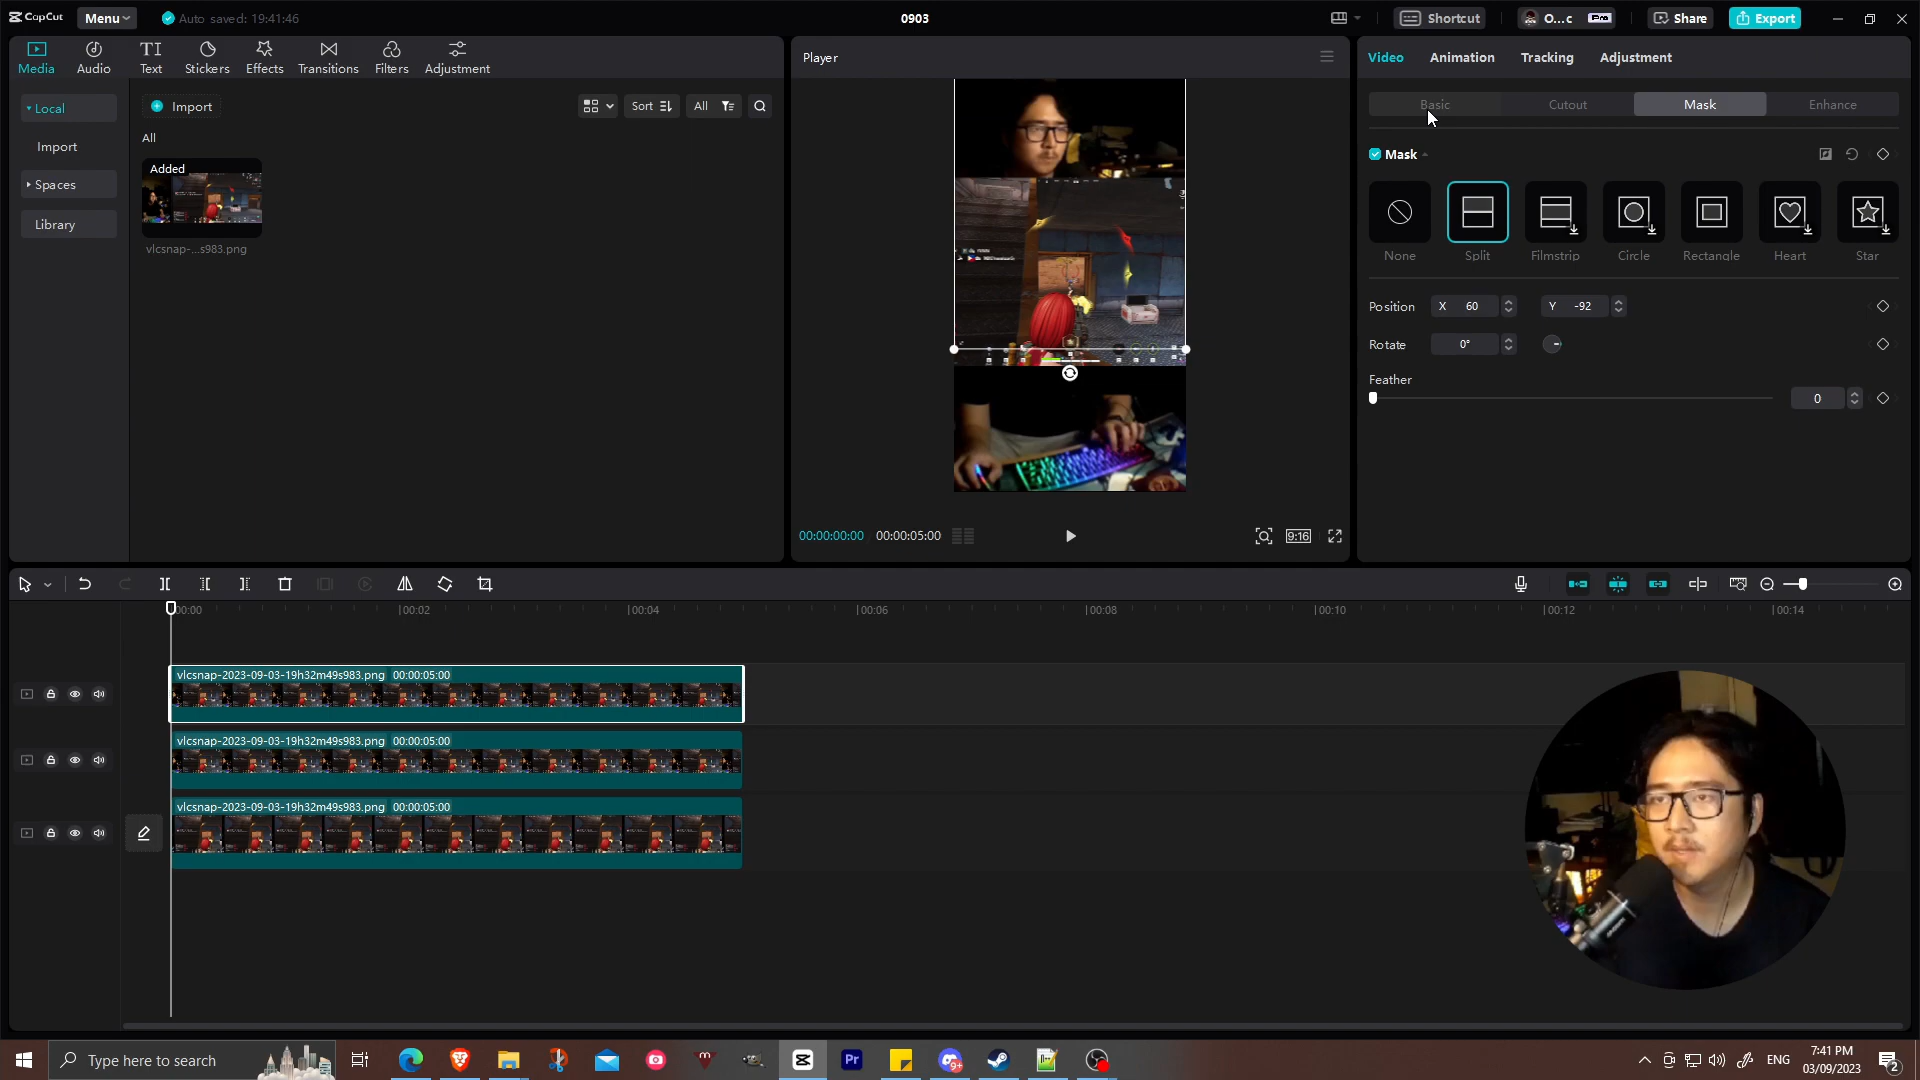 CapCut Menu Auto saved: 19:41:46 0903 Shortcut O...c Pro Share Export
Media Audio Text Stickers Effects Transitions Filters Adjustment
Local
Import
Spaces
Library
Import Sort All
All
Added
vlcsnap-...s983.png
Player
00:00:00:00 00:00:05:00 9:16
Video Animation Tracking Adjustment
Basic Cutout Mask Enhance
Mask
None Split Filmstrip Circle Rectangle Heart Star
Position X 60 Y -92
Rotate 0°
Feather
0
00:00 00:02 00:04 00:06 00:08 00:10 00:12 00:14
vlcsnap-2023-09-03-19h32m49s983.png 00:00:05:00
vlcsnap-2023-09-03-19h32m49s983.png 00:00:05:00
vlcsnap-2023-09-03-19h32m49s983.png 00:00:05:00
Type here to search Pr 9+ ENG 7:41 PM
03/09/2023 2